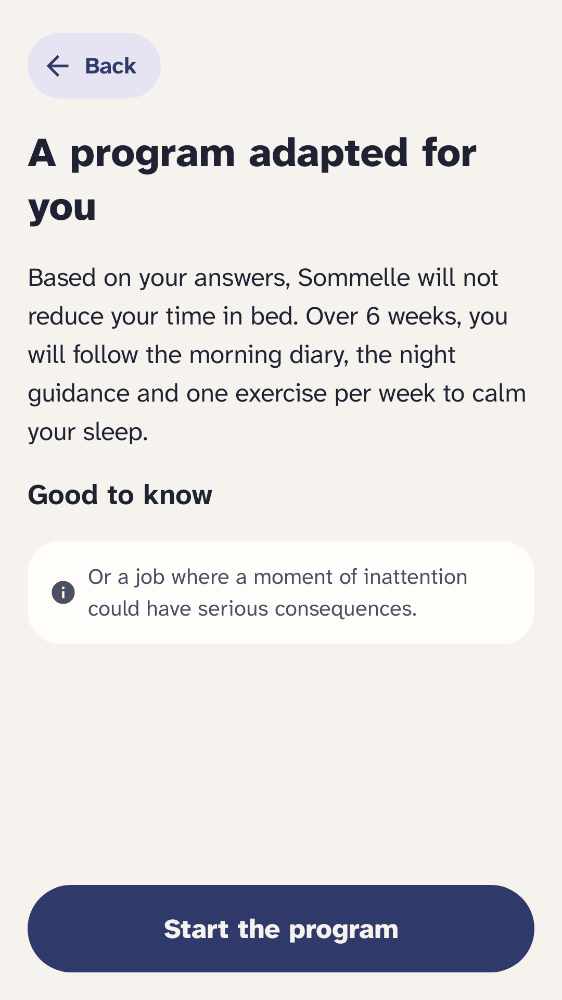 Back
A program adapted for
you
Based on your answers, Sommelle will not
reduce your time in bed. Over 6 weeks, you
will follow the morning diary, the night
guidance and one exercise per week to calm
your sleep.
Good to know
Or a job where a moment of inattention
could have serious consequences.
Start the program